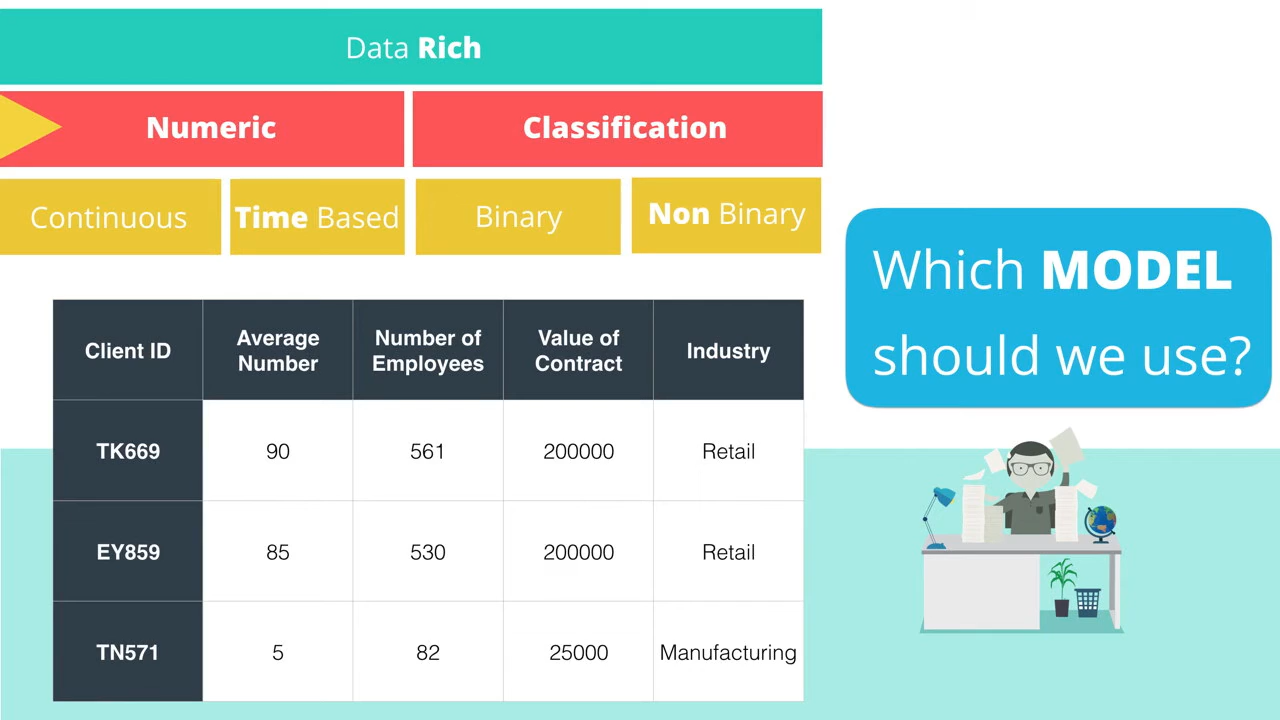 Data Rich
Numeric Classification
Continuous Time Based Binary Non Binary
Which MODEL
should we use?
Client ID Average Number Number of Employees Value of Contract Industry
TK669 90 561 200000 Retail
EY859 85 530 200000 Retail
TN571 5 82 25000 Manufacturing